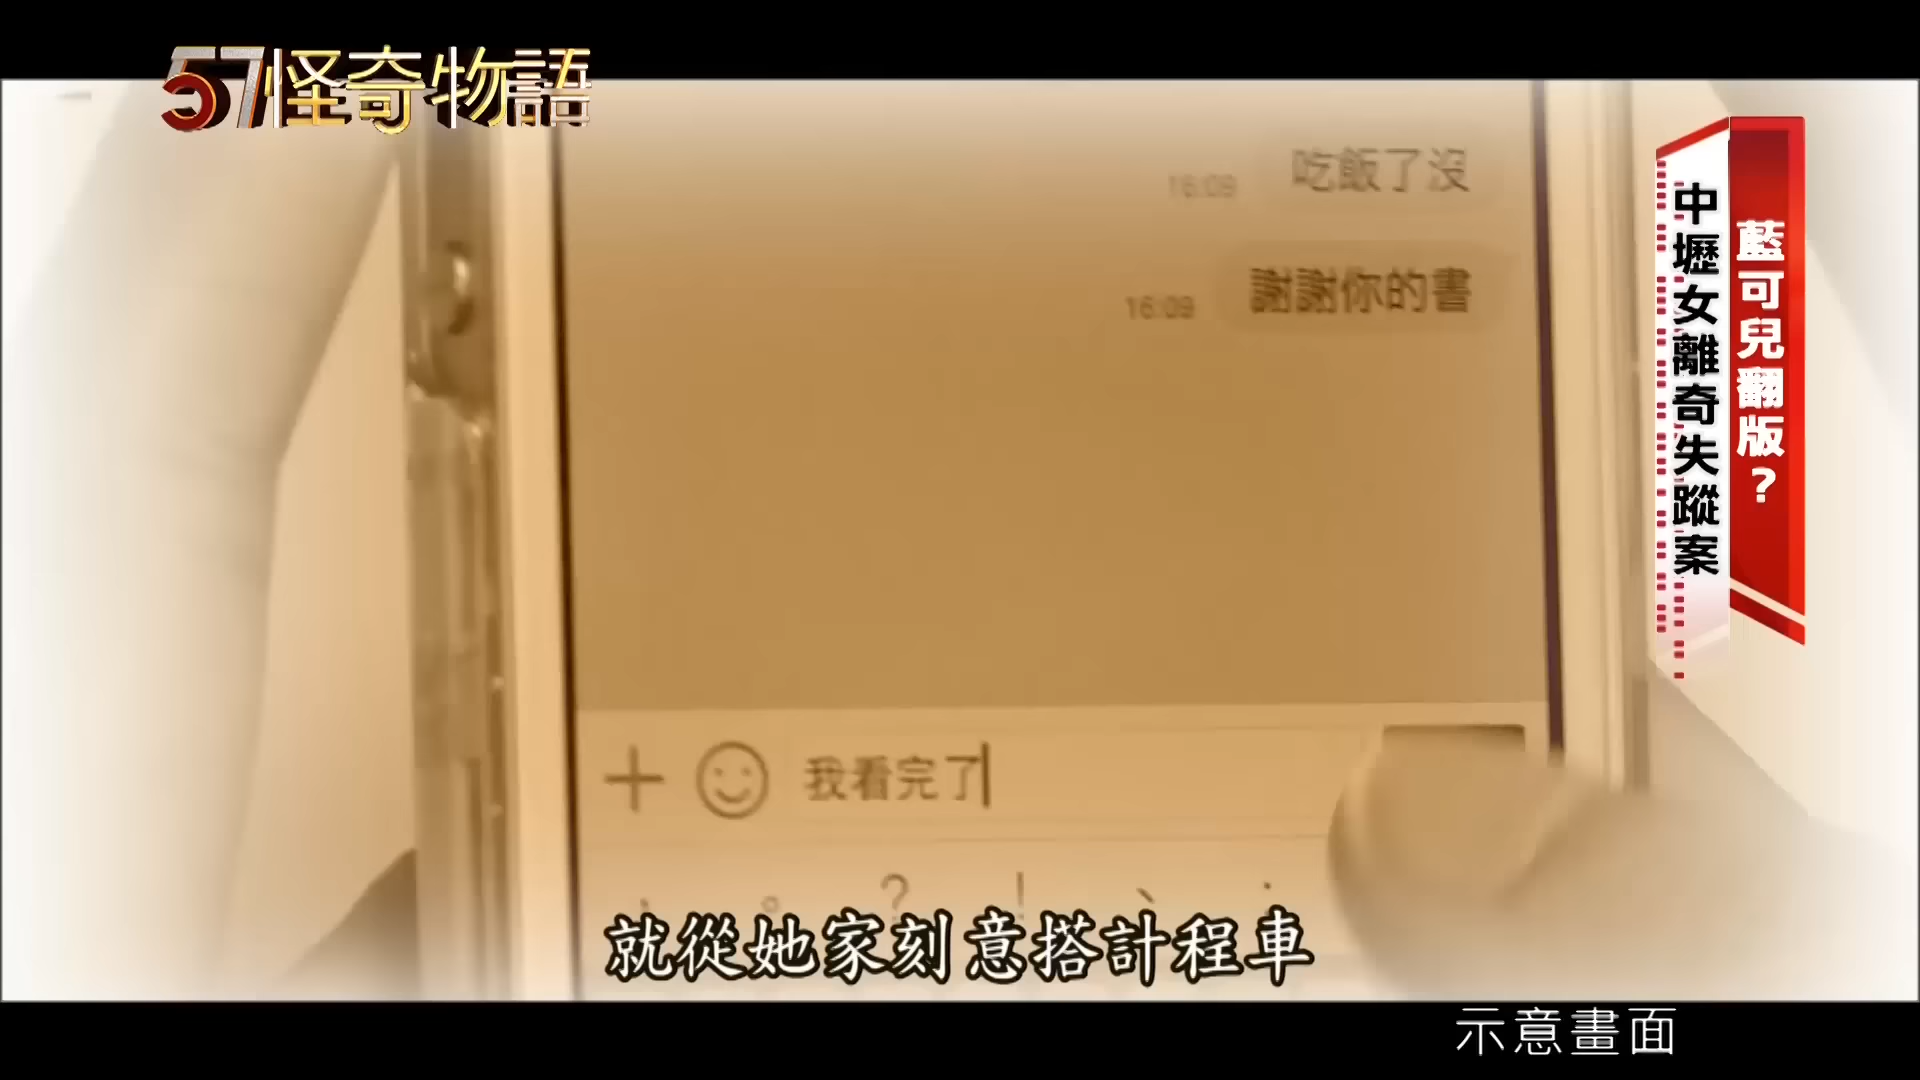 57怪奇物語
藍可兒翻版？
中壢女離奇失蹤案
16:09 吃飯了沒
16:09 謝謝你的書
我看完了
， 。 ? ! 、 ·
就從她家刻意搭計程車
示意畫面